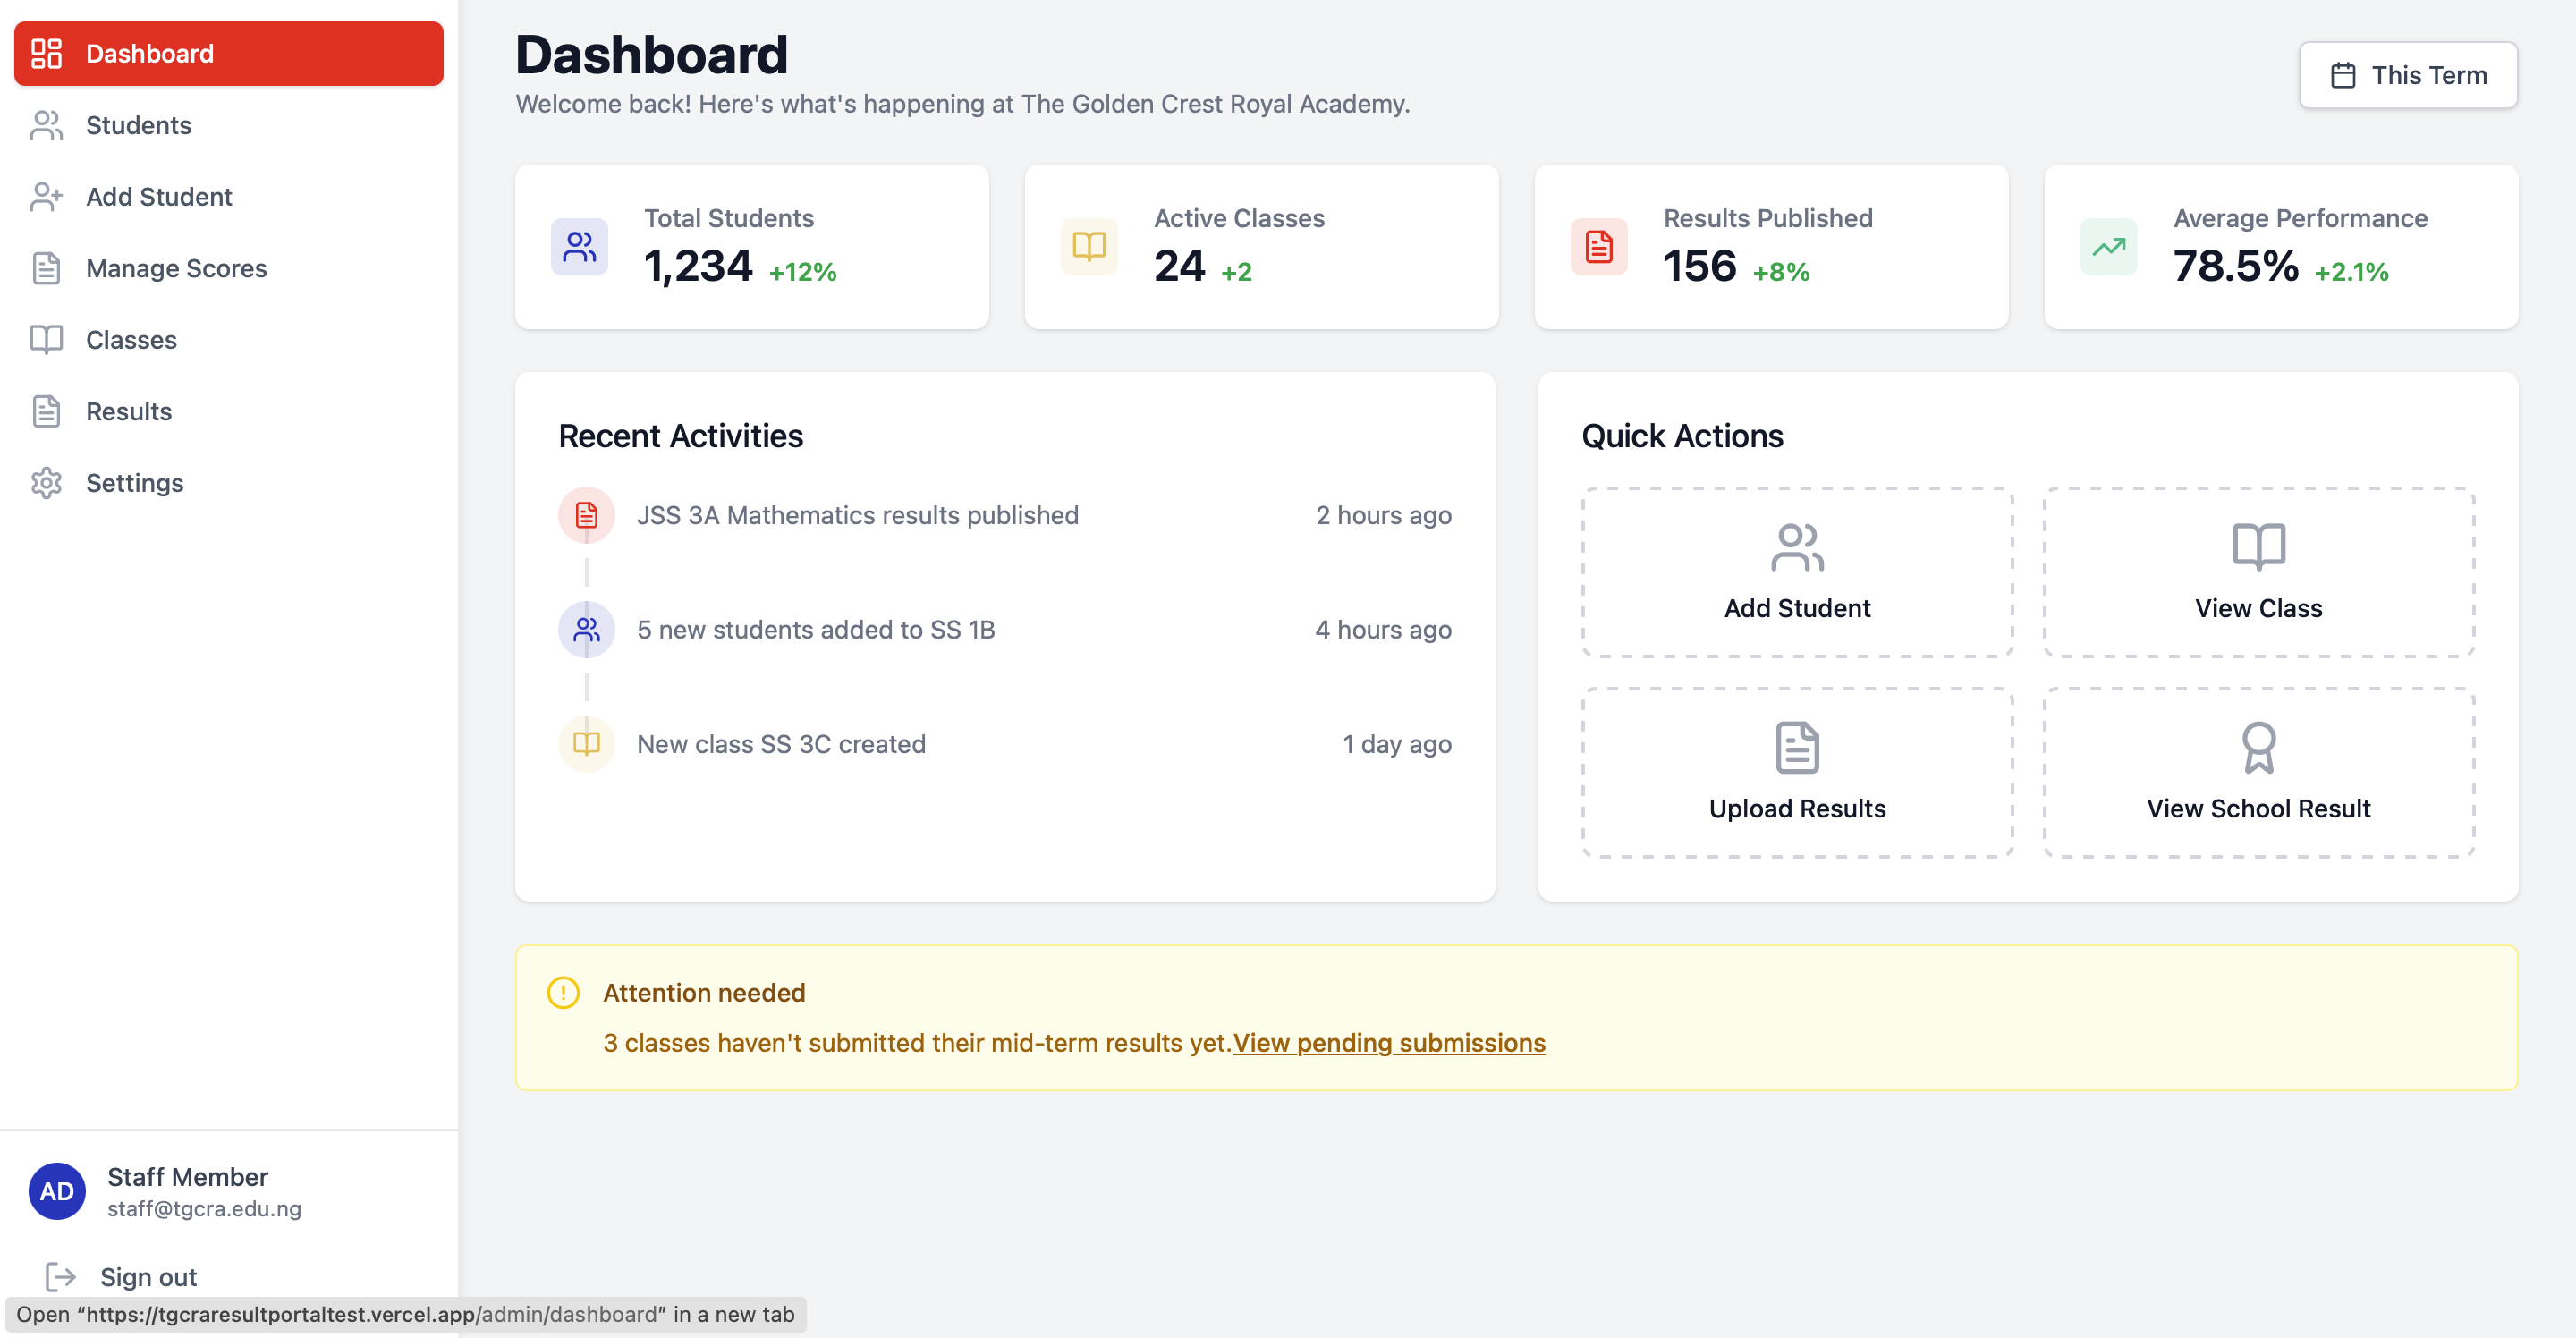 Dashboard
Students
Add Student
Manage Scores
Classes
Results
Settings
AD
Staff Member
staff@tgcra.edu.ng
Sign out
Open “https://tgcraresultportaltest.vercel.app/admin/dashboard” in a new tab
Dashboard
Welcome back! Here's what's happening at The Golden Crest Royal Academy.
This Term
Total Students
1,234 +12%
Active Classes
24 +2
Results Published
156 +8%
Average Performance
78.5% +2.1%
Recent Activities
JSS 3A Mathematics results published 2 hours ago
5 new students added to SS 1B 4 hours ago
New class SS 3C created 1 day ago
Quick Actions
Add Student
View Class
Upload Results
View School Result
Attention needed
3 classes haven't submitted their mid-term results yet.View pending submissions